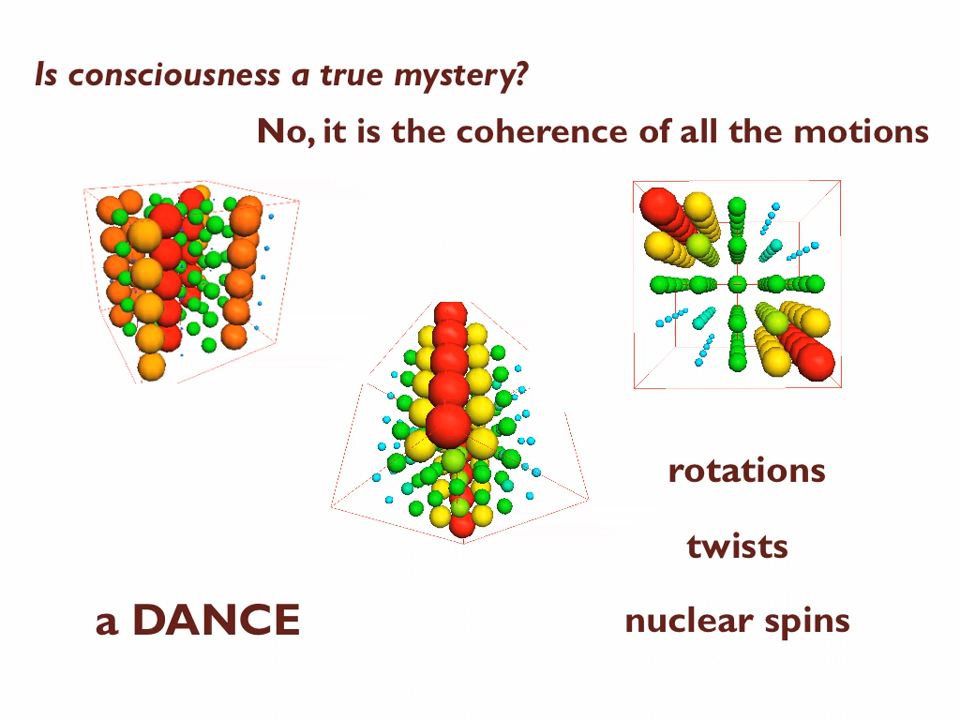 Is consciousness a true mystery?
No, it is the coherence of all the motions
rotations
twists
a DANCE
nuclear spins